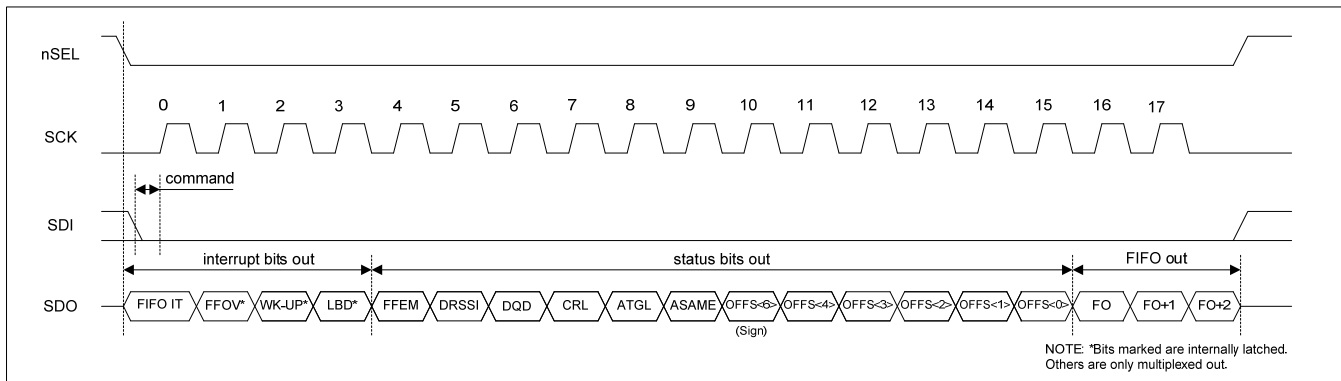 nSEL
0 1 2 3 4 5 6 7 8 9 10 11 12 13 14 15 16 17
SCK
command
SDI
interrupt bits out status bits out FIFO out
SDO FIFO IT FFOV* WK-UP* LBD* FFEM DRSSI DQD CRL ATGL ASAME OFFS<6> OFFS<4> OFFS<3> OFFS<2> OFFS<1> OFFS<0> FO FO+1 FO+2
(Sign)
NOTE: *Bits marked are internally latched.
Others are only multiplexed out.